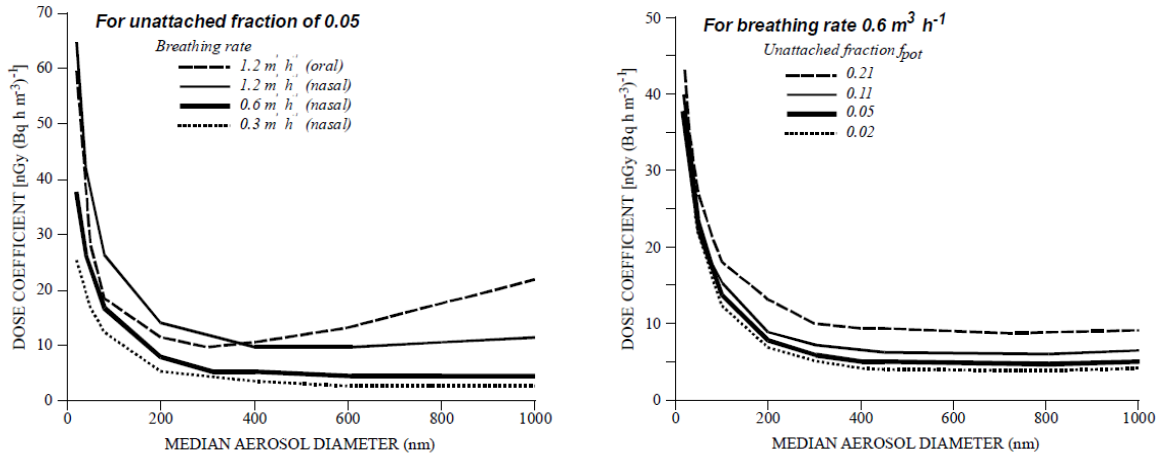 For unattached fraction of 0.05
Breathing rate
1.2 m' h' (oral)
1.2 m' h' (nasal)
0.6 m' h' (nasal)
0.3 m' h' (nasal)
DOSE COEFFICIENT [nGy (Bq h m⁻³)⁻¹]
70
60
50
40
30
20
10
0
0 200 400 600 800 1000
MEDIAN AEROSOL DIAMETER (nm)
For breathing rate 0.6 m³ h⁻¹
Unattached fraction fpot
0.21
0.11
0.05
0.02
DOSE COEFFICIENT [nGy (Bq h m⁻³)⁻¹]
50
40
30
20
10
0
0 200 400 600 800 1000
MEDIAN AEROSOL DIAMETER (nm)